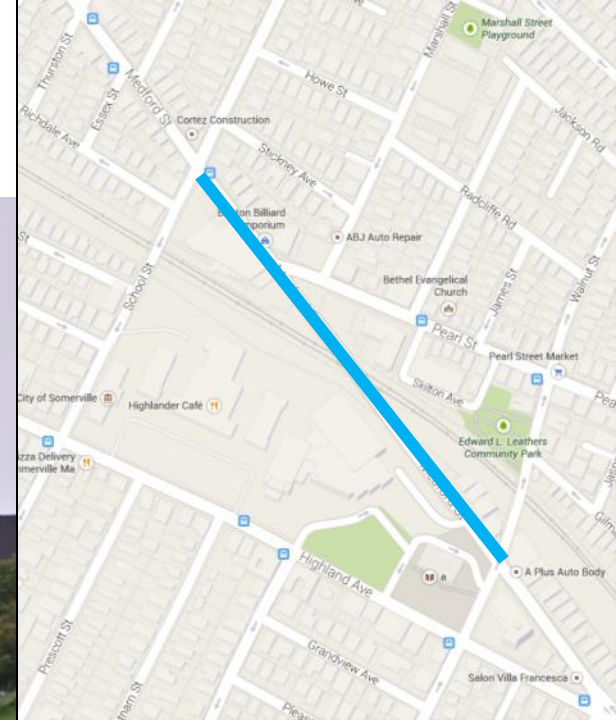 Marshall Street
Playground
Marshall St
Thurston St
Medford St
Howe St
Jackson Rd
Essex St
Cortez Construction
Richdale Ave
Stickney Ave
Radcliffe Rd
Billiard
ABJ Auto Repair
Walnut St
St
School St
Bethel Evangelical
Church
James St
Pearl St
Pearl Street Market
Skilton Ave
Pea
City of Somerville
Highlander Café
Edward L. Leathers
Community Park
Highland Ave
A Plus Auto Body
Prescott St
Grandview Ave
Salon Villa Francesca